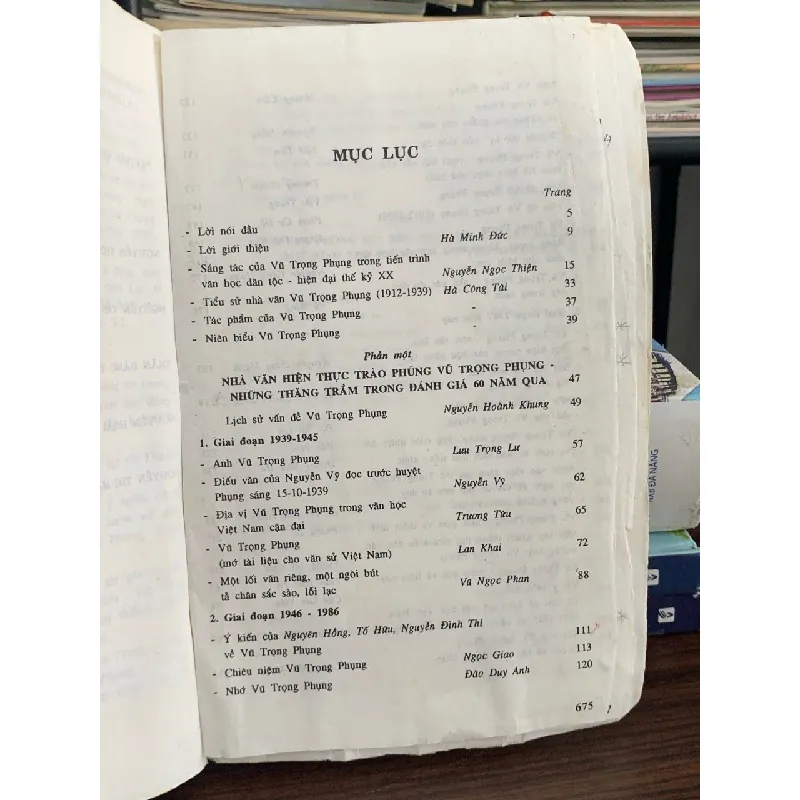 MỤC LỤC
Trang
- Lời nói đầu 5
- Lời giới thiệu Hà Minh Đức 9
- Sáng tác của Vũ Trọng Phụng trong tiến trình
văn học dân tộc - hiện đại thế kỷ XX Nguyễn Ngọc Thiện 15
- Tiểu sử nhà văn Vũ Trọng Phụng (1912-1939) Hà Công Tài 33
- Tác phẩm của Vũ Trọng Phụng - 37
- Niên biểu Vũ Trọng Phụng - 39
Phần một
NHÀ VĂN HIỆN THỰC TRÀO PHÚNG VŨ TRỌNG PHỤNG -
NHỮNG THĂNG TRẦM TRONG ĐÁNH GIÁ 60 NĂM QUA 47
Lịch sử vấn đề Vũ Trọng Phụng Nguyễn Hoành Khung 49
1. Giai đoạn 1939-1945
- Anh Vũ Trọng Phụng Lưu Trọng Lư 57
- Điếu văn của Nguyễn Vỹ đọc trước huyệt
Phụng sáng 15-10-1939 Nguyễn Vỹ 62
- Địa vị Vũ Trọng Phụng trong văn học
Việt Nam cận đại Trương Tửu 65
- Vũ Trọng Phụng
(mớ tài liệu cho văn sử Việt Nam) Lan Khai 72
- Một lối văn riêng, một ngòi bút
tả chân sắc sảo, lỗi lạc Vũ Ngọc Phan 88
2. Giai đoạn 1946 - 1986
- Ý kiến của Nguyên Hồng, Tố Hữu, Nguyễn Đình Thi
về Vũ Trọng Phụng 111
- Chiêu niệm Vũ Trọng Phụng Ngọc Giao 113
- Nhớ Vũ Trọng Phụng Đào Duy Anh 120
675